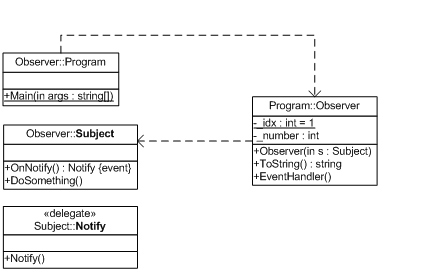 Observer::Program
+Main(in args : string[])
Program::Observer
-_idx : int = 1
-_number : int
+Observer(in s : Subject)
+ToString() : string
+EventHandler()
Observer::Subject
+OnNotify() : Notify {event}
+DoSomething()
«delegate»
Subject::Notify
+Notify()